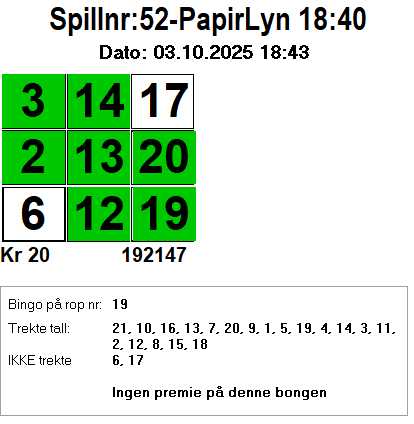 Spillnr:52-PapirLyn 18:40
Dato: 03.10.2025 18:43
3 14 17
2 13 20
6 12 19
Kr 20 192147
Bingo på rop nr: 19
Trekte tall: 21, 10, 16, 13, 7, 20, 9, 1, 5, 19, 4, 14, 3, 11,
2, 12, 8, 15, 18
IKKE trekte 6, 17
Ingen premie på denne bongen